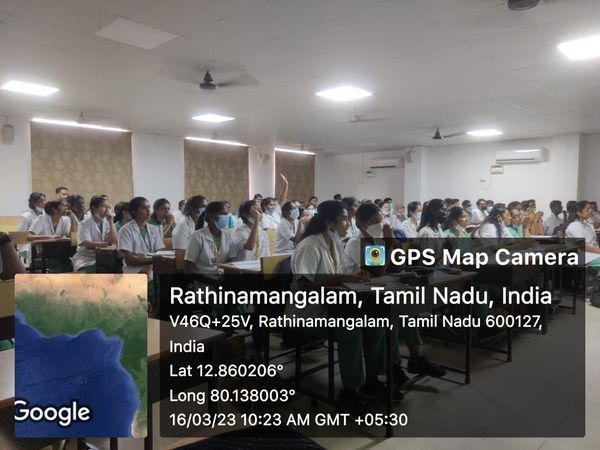 GPS Map Camera
Rathinamangalam, Tamil Nadu, India
V46Q+25V, Rathinamangalam, Tamil Nadu 600127,
India
Lat 12.860206°
Long 80.138003°
16/03/23 10:23 AM GMT +05:30
Google